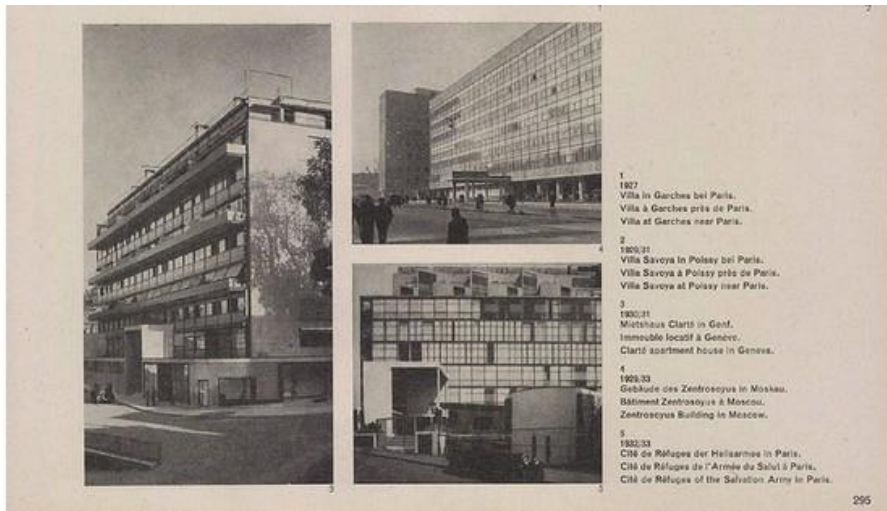 1
2
3
4
5
1
1927
Villa in Garches bei Paris.
Villa à Garches près de Paris.
Villa at Garches near Paris.
2
1929/31
Villa Savoya in Poissy bei Paris.
Villa Savoya à Poissy près de Paris.
Villa Savoya at Poissy near Paris.
3
1930/31
Mietshaus Clarté in Genf.
Immeuble locatif à Genève.
Clarté apartment house in Geneva.
4
1929/33
Gebäude des Zentrosoyus in Moskau.
Bâtiment Zentrosoyus à Moscou.
Zentrosoyus Building in Moscow.
5
1932/33
Cité de Réfuges der Heilsarmee in Paris.
Cité de Réfuges de l'Armée du Salut à Paris.
Cité de Réfuges of the Salvation Army in Paris.
295